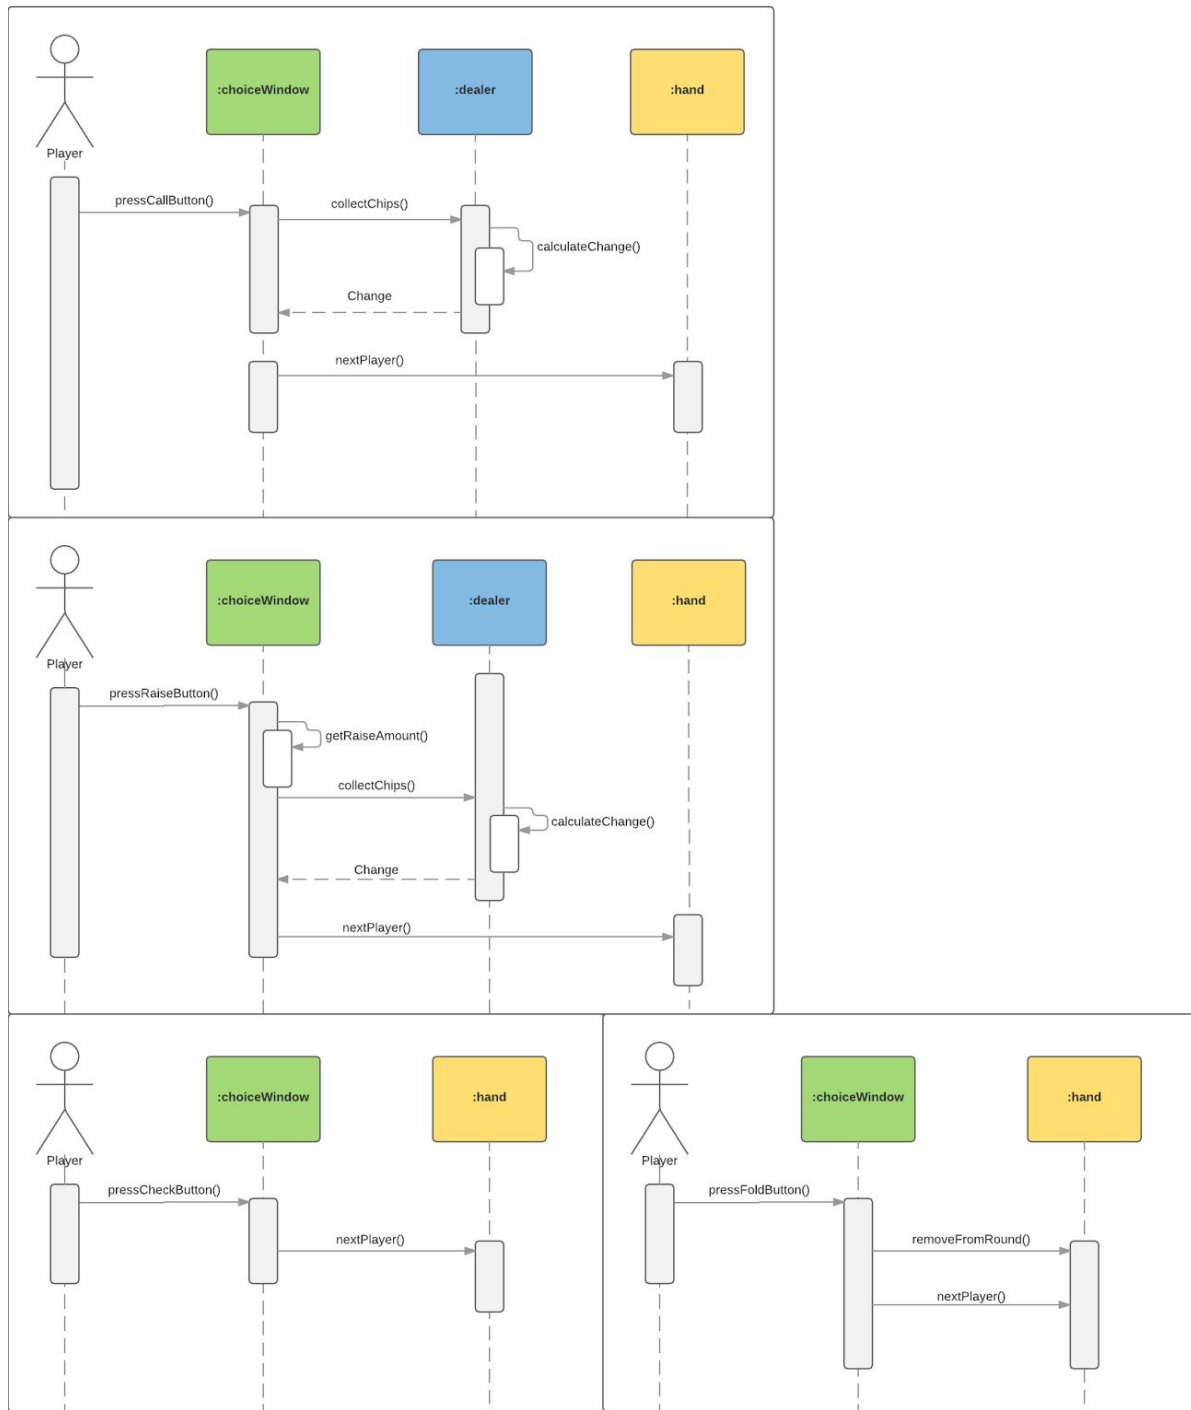 :choiceWindow
:dealer
:hand
Player
pressCallButton()
collectChips()
calculateChange()
Change
nextPlayer()
:choiceWindow
:dealer
:hand
Player
pressRaiseButton()
getRaiseAmount()
collectChips()
calculateChange()
Change
nextPlayer()
:choiceWindow
:hand
Player
pressCheckButton()
nextPlayer()
:choiceWindow
:hand
Player
pressFoldButton()
removeFromRound()
nextPlayer()